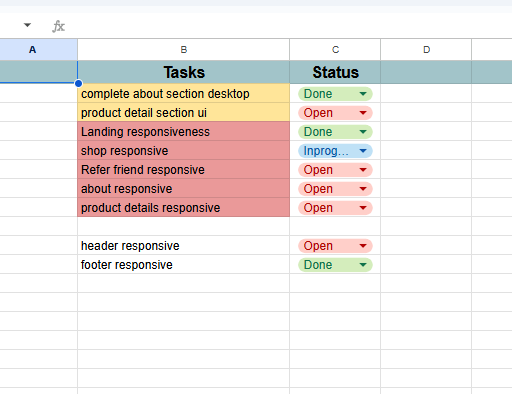 fx
A B C D
Tasks Status
complete about section desktop Done
product detail section ui Open
Landing responsiveness Done
shop responsive Inprog...
Refer friend responsive Open
about responsive Open
product details responsive Open
header responsive Open
footer responsive Done